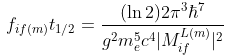 f_{if(m)} t_{1/2} = \frac{(\ln 2) 2\pi^3 \hbar^7}{g^2 m_e^5 c^4 |M_{if}^{L(m)}|^2}